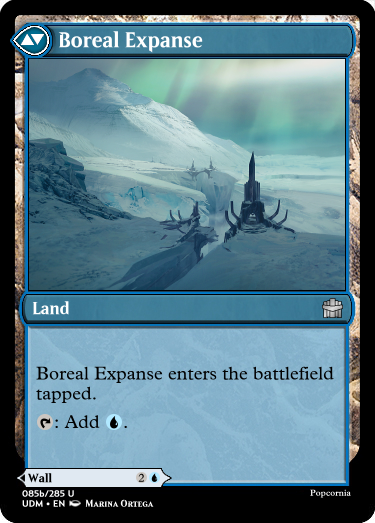 Boreal Expanse
Land
Boreal Expanse enters the battlefield
tapped.
: Add .
Wall 2
085b/285 U
Popcornia
UDM • EN Marina Ortega